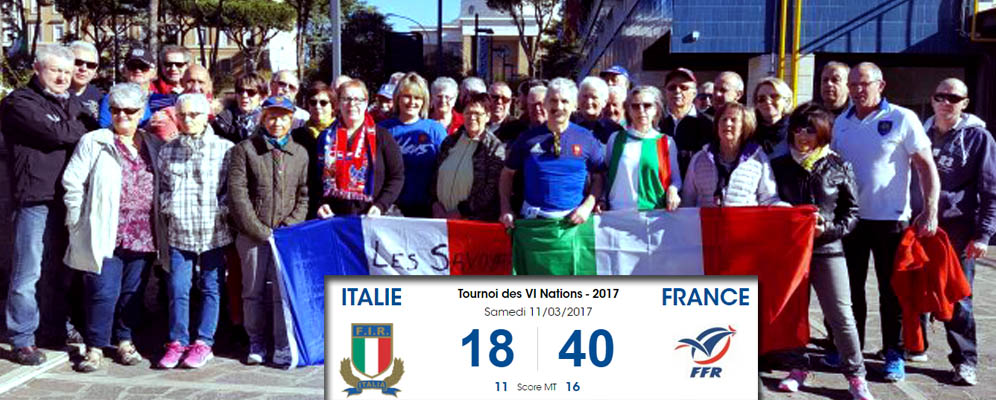 LES SAVOY
ITALIE
Tournoi des VI Nations - 2017
FRANCE
Samedi 11/03/2017
18
40
11 Score MT 16
F.I.R.
ITALIA
FFR